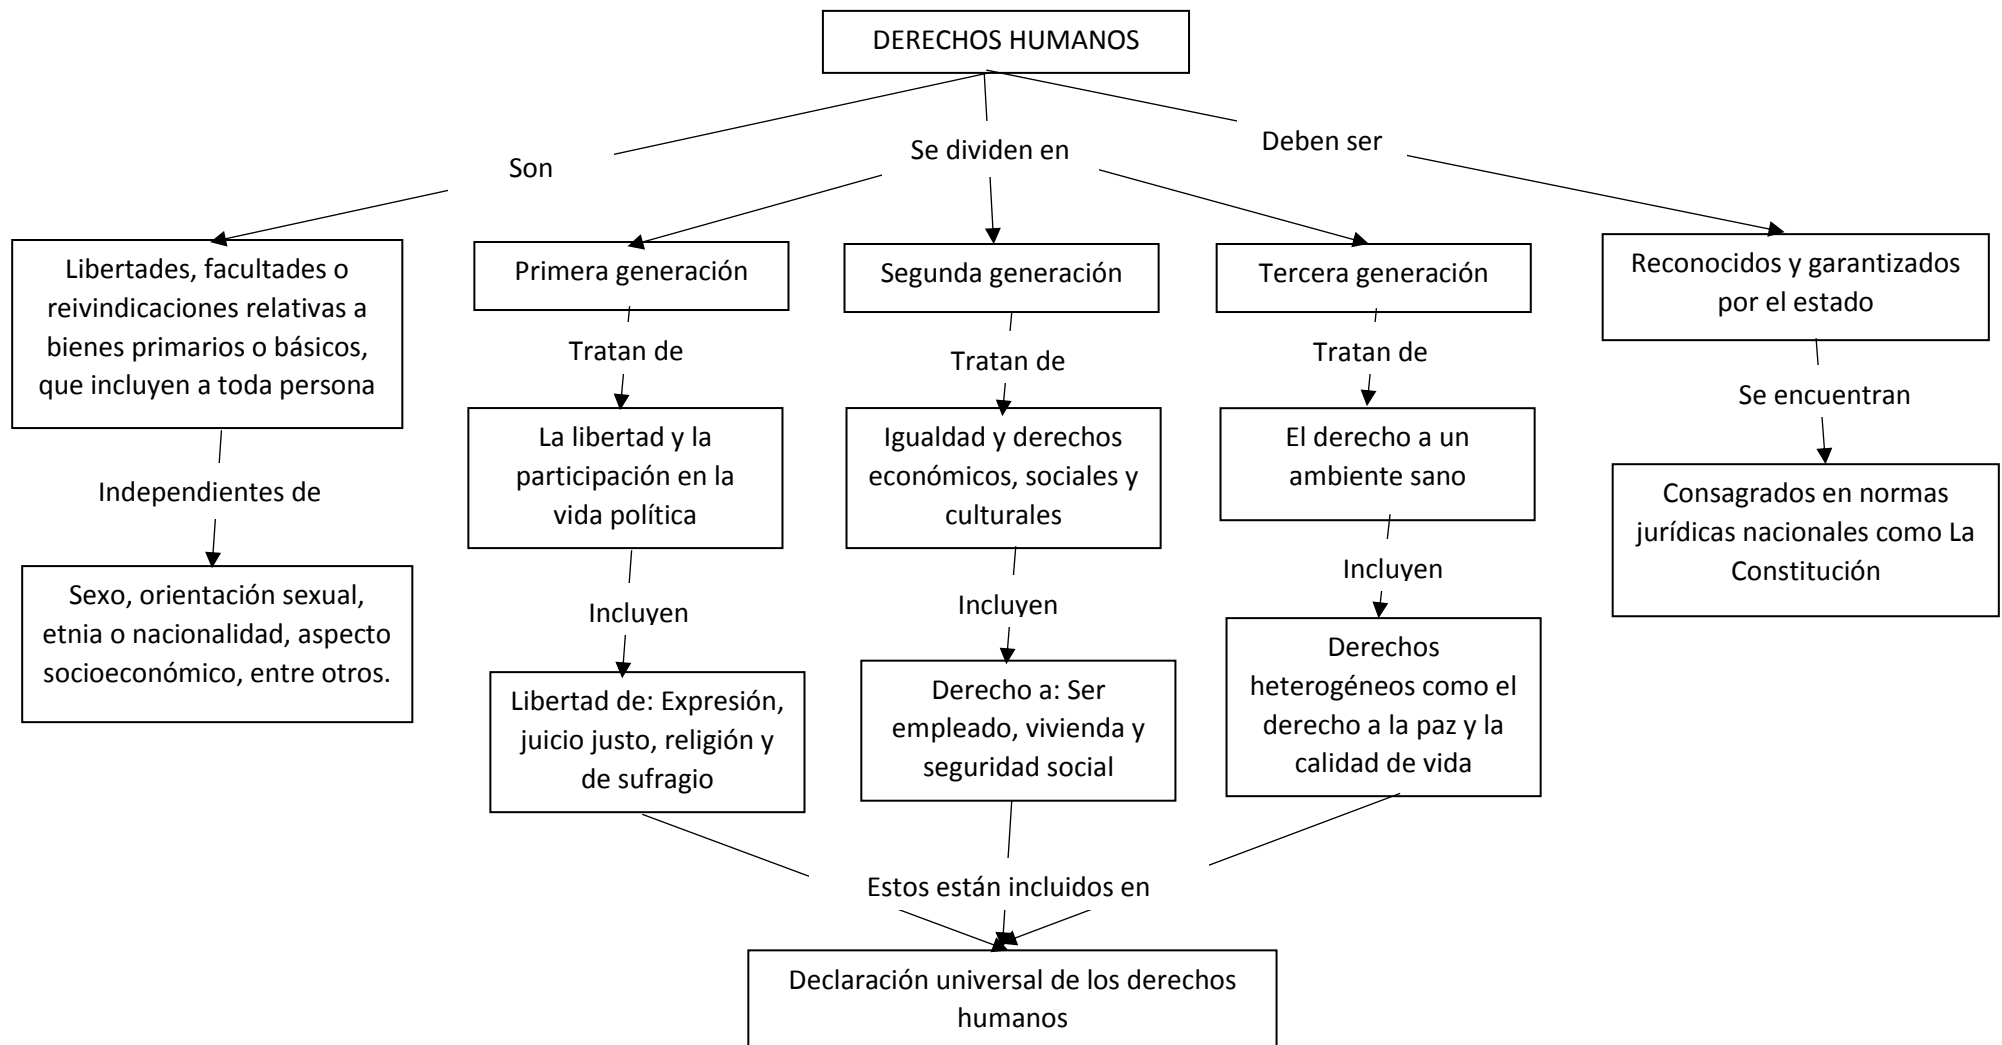 DERECHOS HUMANOS
Son
Se dividen en
Deben ser
Libertades, facultades o
reivindicaciones relativas a
bienes primarios o básicos,
que incluyen a toda persona
Independientes de
Sexo, orientación sexual,
etnia o nacionalidad, aspecto
socioeconómico, entre otros.
Primera generación
Tratan de
La libertad y la
participación en la
vida política
Incluyen
Libertad de: Expresión,
juicio justo, religión y
de sufragio
Segunda generación
Tratan de
Igualdad y derechos
económicos, sociales y
culturales
Incluyen
Derecho a: Ser
empleado, vivienda y
seguridad social
Tercera generación
Tratan de
El derecho a un
ambiente sano
Incluyen
Derechos
heterogéneos como el
derecho a la paz y la
calidad de vida
Reconocidos y garantizados
por el estado
Se encuentran
Consagrados en normas
jurídicas nacionales como La
Constitución
Estos están incluidos en
Declaración universal de los derechos
humanos